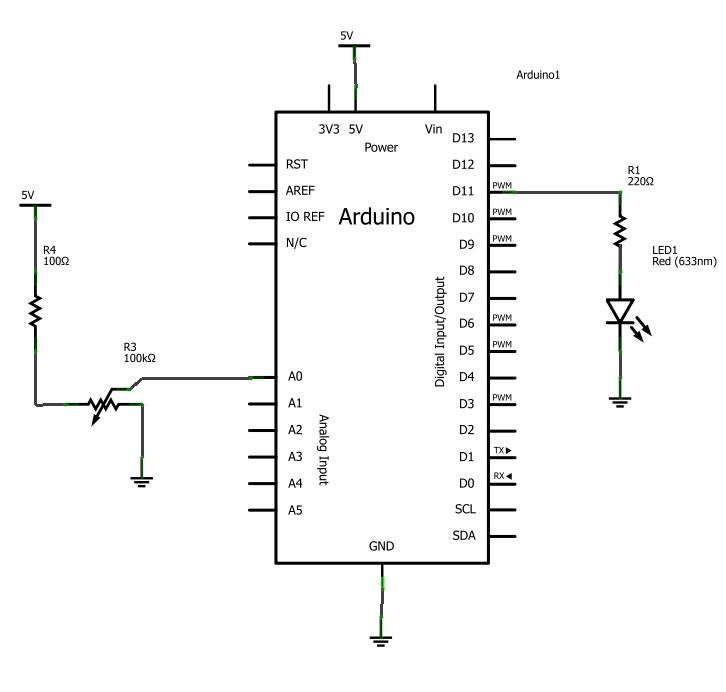 5V
Arduino1
3V3 5V Vin
Power
D13
RST
D12
AREF
PWM
D11
IO REF
Arduino
PWM
D10
N/C
PWM
D9
D8
D7
PWM
D6
PWM
D5
Digital Input/Output
A0
D4
A1
PWM
D3
A2
D2
A3
D1
TX
A4
D0
RX
A5
SCL
SDA
Analog Input
GND
5V
R4
100Ω
R3
100kΩ
R1
220Ω
LED1
Red (633nm)